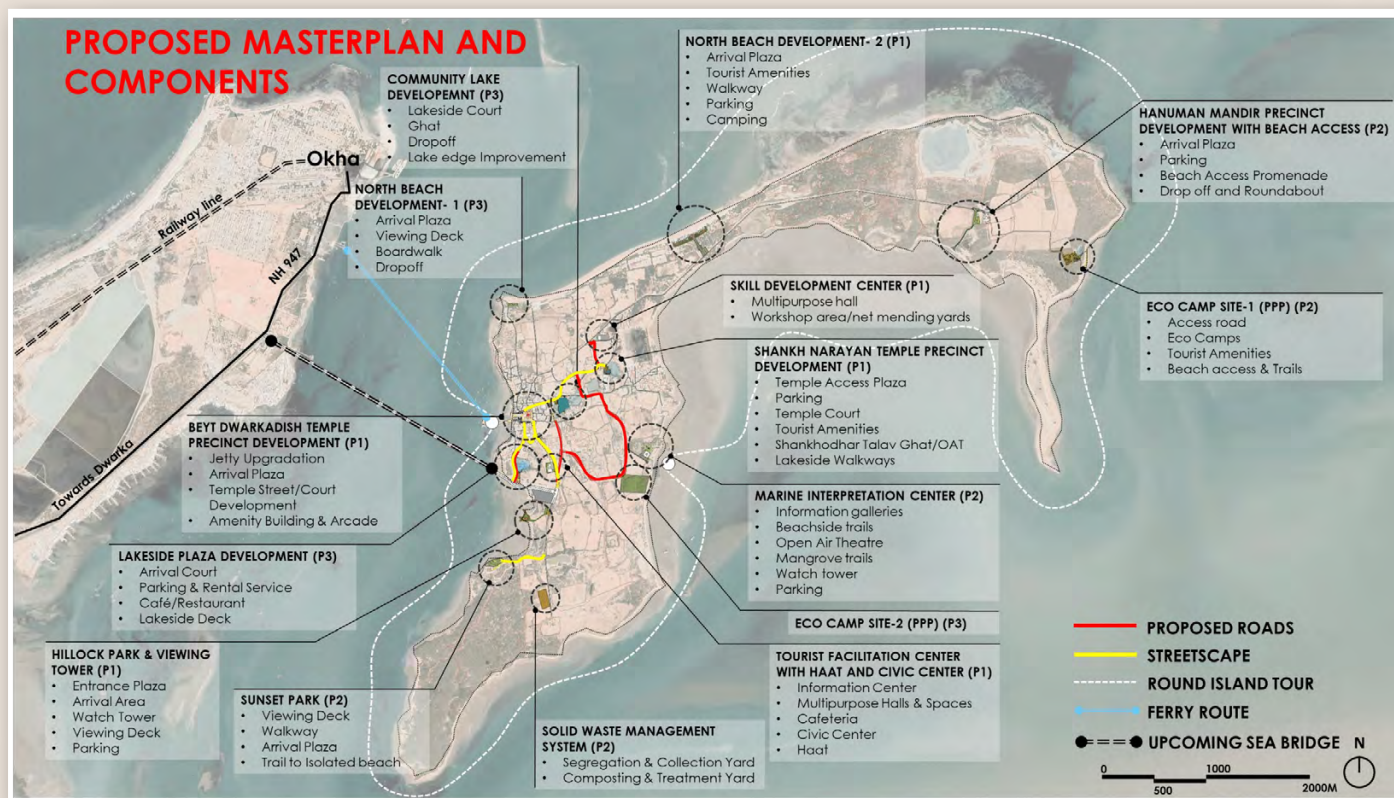 PROPOSED MASTERPLAN AND
COMPONENTS
COMMUNITY LAKE
DEVELOPEMNT (P3)
• Lakeside Court
• Ghat
• Dropoff
• Lake edge Improvement
NORTH BEACH DEVELOPMENT- 2 (P1)
• Arrival Plaza
• Tourist Amenities
• Walkway
• Parking
• Camping
HANUMAN MANDIR PRECINCT
DEVELOPMENT WITH BEACH ACCESS (P2)
• Arrival Plaza
• Parking
• Beach Access Promenade
• Drop off and Roundabout
Okha
Railway line
NH 947
Towards Dwarka
NORTH BEACH
DEVELOPMENT- 1 (P3)
• Arrival Plaza
• Viewing Deck
• Boardwalk
• Dropoff
SKILL DEVELOPMENT CENTER (P1)
• Multipurpose hall
• Workshop area/net mending yards
ECO CAMP SITE-1 (PPP) (P2)
• Access road
• Eco Camps
• Tourist Amenities
• Beach access & Trails
SHANKH NARAYAN TEMPLE PRECINCT
DEVELOPMENT (P1)
• Temple Access Plaza
• Parking
• Temple Court
• Tourist Amenities
• Shankhodhar Talav Ghat/OAT
• Lakeside Walkways
BEYT DWARKADISH TEMPLE
PRECINCT DEVELOPMENT (P1)
• Jetty Upgradation
• Arrival Plaza
• Temple Street/Court
Development
• Amenity Building & Arcade
MARINE INTERPRETATION CENTER (P2)
• Information galleries
• Beachside trails
• Open Air Theatre
• Mangrove trails
• Watch tower
• Parking
LAKESIDE PLAZA DEVELOPMENT (P3)
• Arrival Court
• Parking & Rental Service
• Café/Restaurant
• Lakeside Deck
ECO CAMP SITE-2 (PPP) (P3)
HILLOCK PARK & VIEWING
TOWER (P1)
• Entrance Plaza
• Arrival Area
• Watch Tower
• Viewing Deck
• Parking
SUNSET PARK (P2)
• Viewing Deck
• Walkway
• Arrival Plaza
• Trail to Isolated beach
SOLID WASTE MANAGEMENT
SYSTEM (P2)
• Segregation & Collection Yard
• Composting & Treatment Yard
TOURIST FACILITATION CENTER
WITH HAAT AND CIVIC CENTER (P1)
• Information Center
• Multipurpose Halls & Spaces
• Cafeteria
• Civic Center
• Haat
PROPOSED ROADS
STREETSCAPE
ROUND ISLAND TOUR
FERRY ROUTE
UPCOMING SEA BRIDGE
N
0 1000
500 2000M